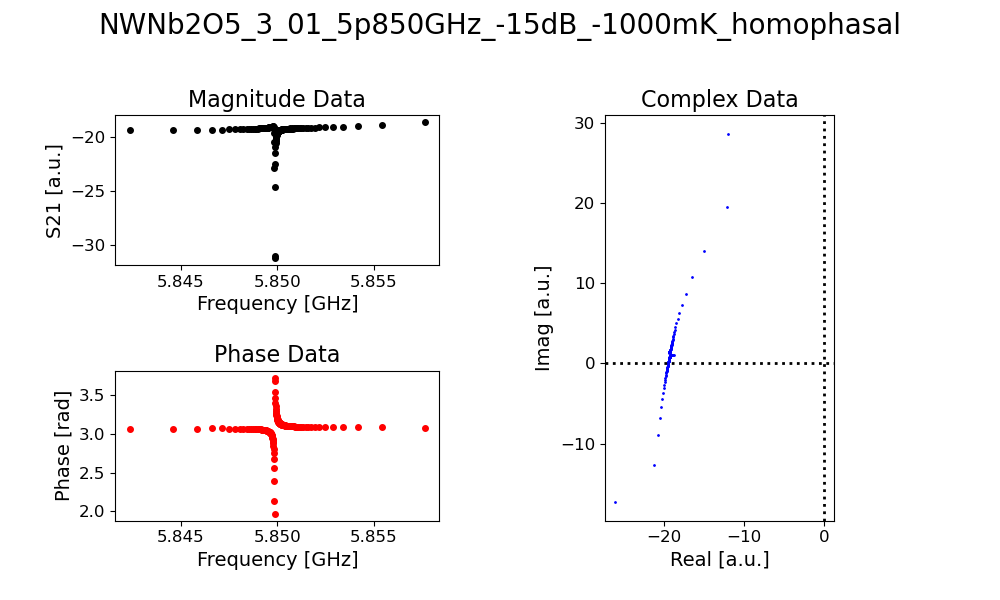 NWNb2O5_3_01_5p850GHz_-15dB_-1000mK_homophasal
Magnitude Data
S21 [a.u.]
−20
−25
−30
5.845
5.850
5.855
Frequency [GHz]
Phase Data
Phase [rad]
3.5
3.0
2.5
2.0
5.845
5.850
5.855
Frequency [GHz]
Complex Data
Imag [a.u.]
30
20
10
0
−10
−20
−10
0
Real [a.u.]